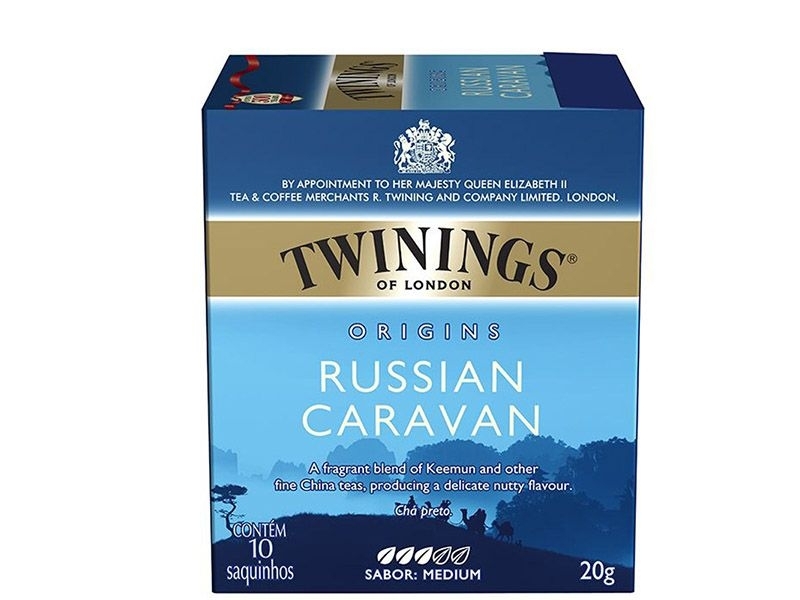 TWININGS
OF LONDON
ORIGINS
RUSSIAN
CARAVAN
BY APPOINTMENT TO HER MAJESTY QUEEN ELIZABETH II
TEA & COFFEE MERCHANTS R. TWINING AND COMPANY LIMITED. LONDON.
TWININGS®
OF LONDON
ORIGINS
RUSSIAN
CARAVAN
A fragrant blend of Keemun and other
fine China teas, producing a delicate nutty flavour.
Chá preto.
CONTÉM
10
saquinhos
SABOR: MEDIUM
20g